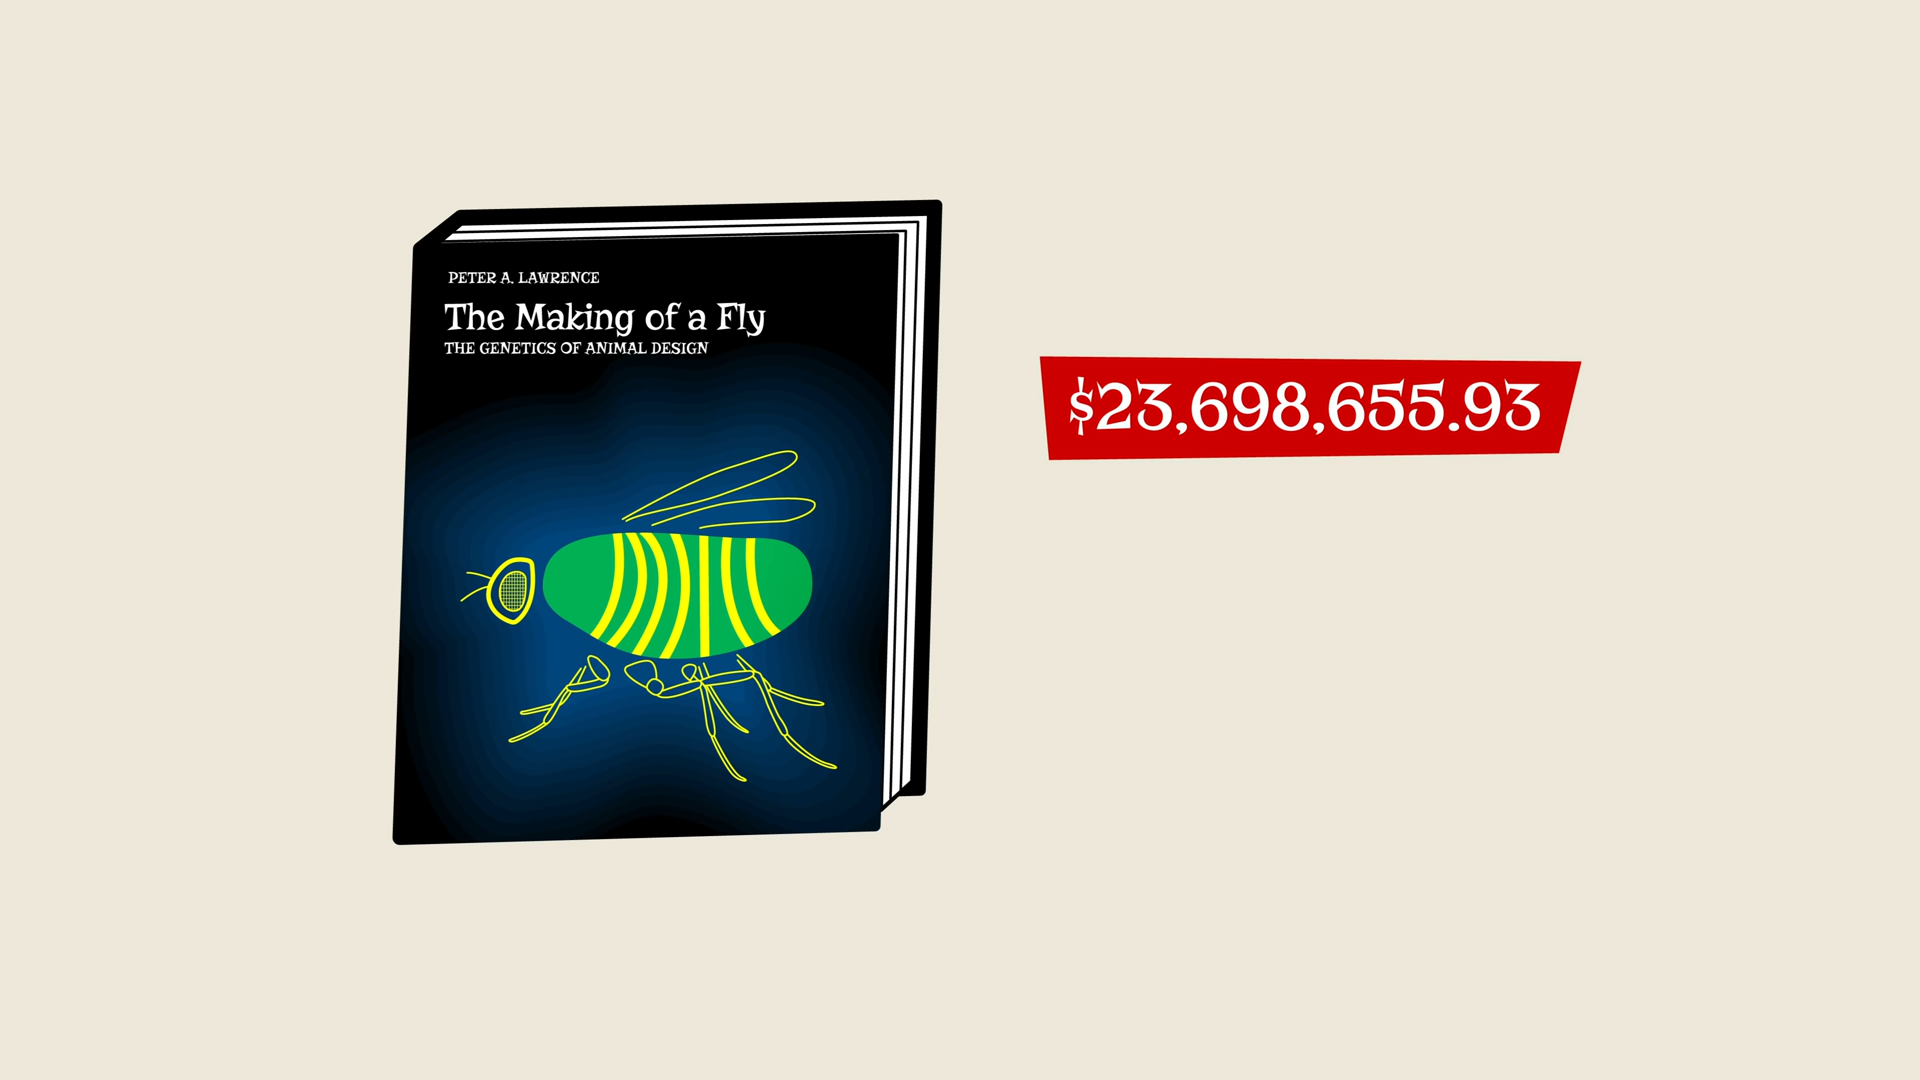 PETER A. LAWRENCE
The Making of a Fly
THE GENETICS OF ANIMAL DESIGN
$23,698,655.93